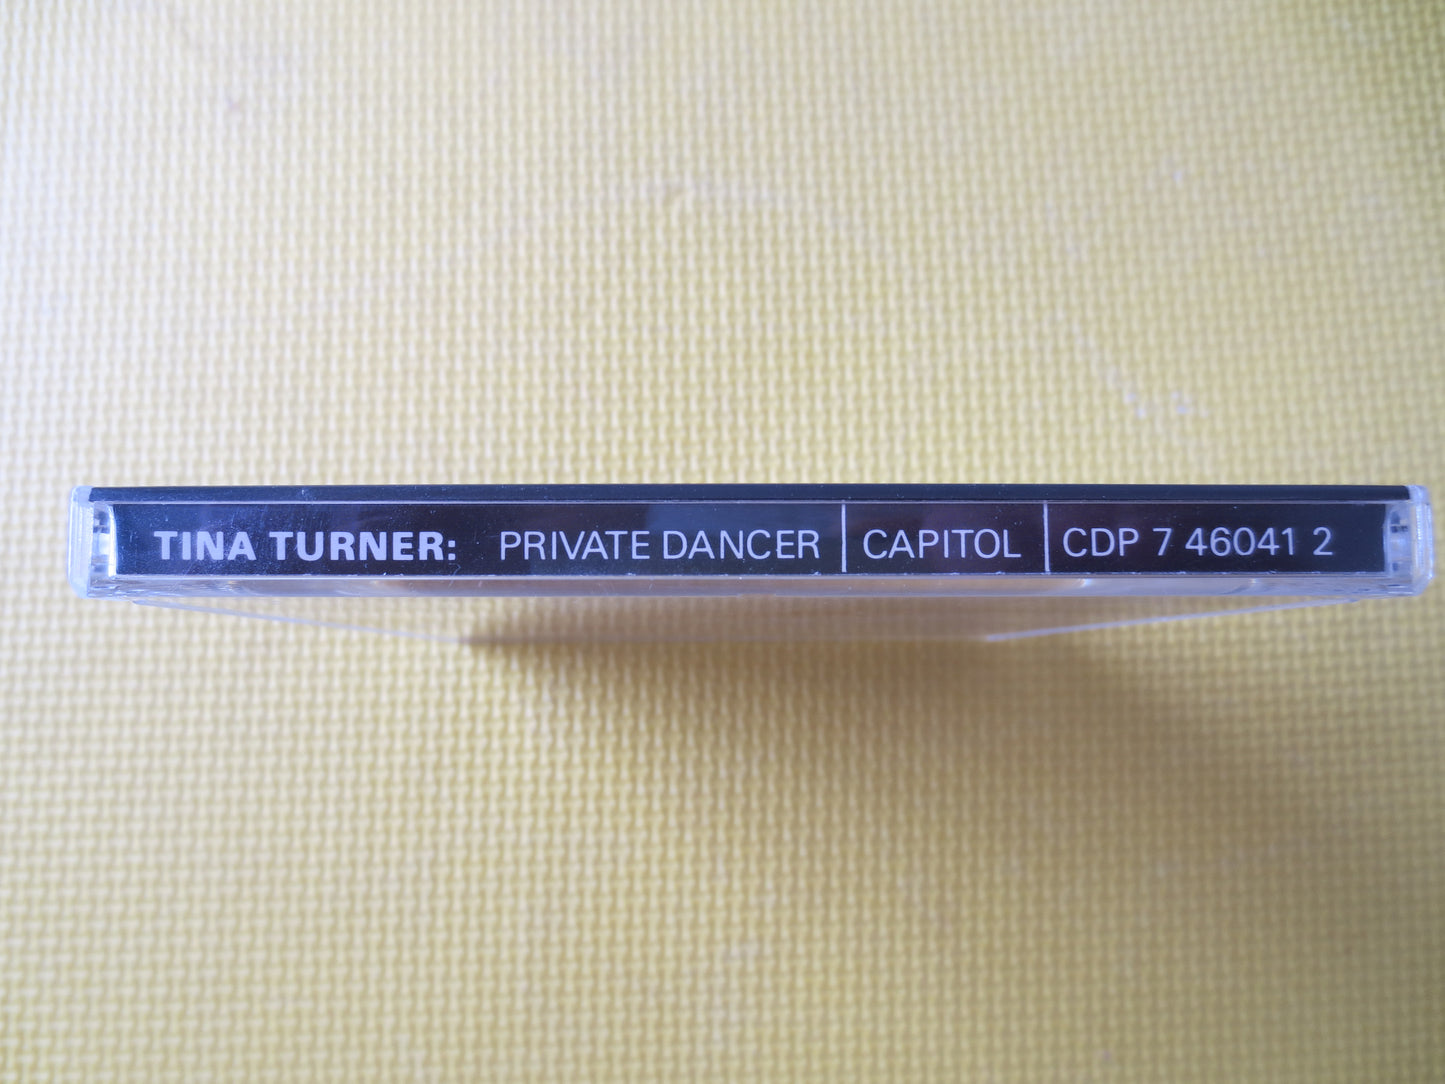 TINA TURNER: PRIVATE DANCER CAPITOL CDP 7 46041 2